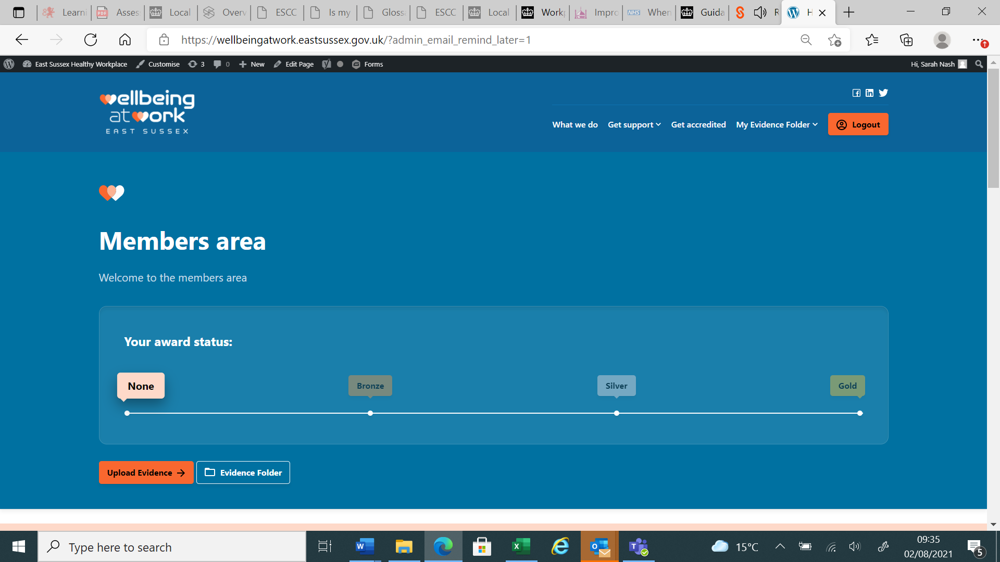 Learni
Asses
Local
Overv
ESCC
Is my
Glossa
ESCC
Local
Work
Impro
NHS
When
Guida
R
H
https://wellbeingatwork.eastsussex.gov.uk/?admin_email_remind_later=1
East Sussex Healthy Workplace
Customise
3
0
New
Edit Page
Forms
Hi, Sarah Nash
wellbeing
at work
EAST SUSSEX
What we do
Get support
Get accredited
My Evidence Folder
Logout
Members area
Welcome to the members area
Your award status:
None
Bronze
Silver
Gold
Upload Evidence
Evidence Folder
Type here to search
15°C
09:35
02/08/2021
5